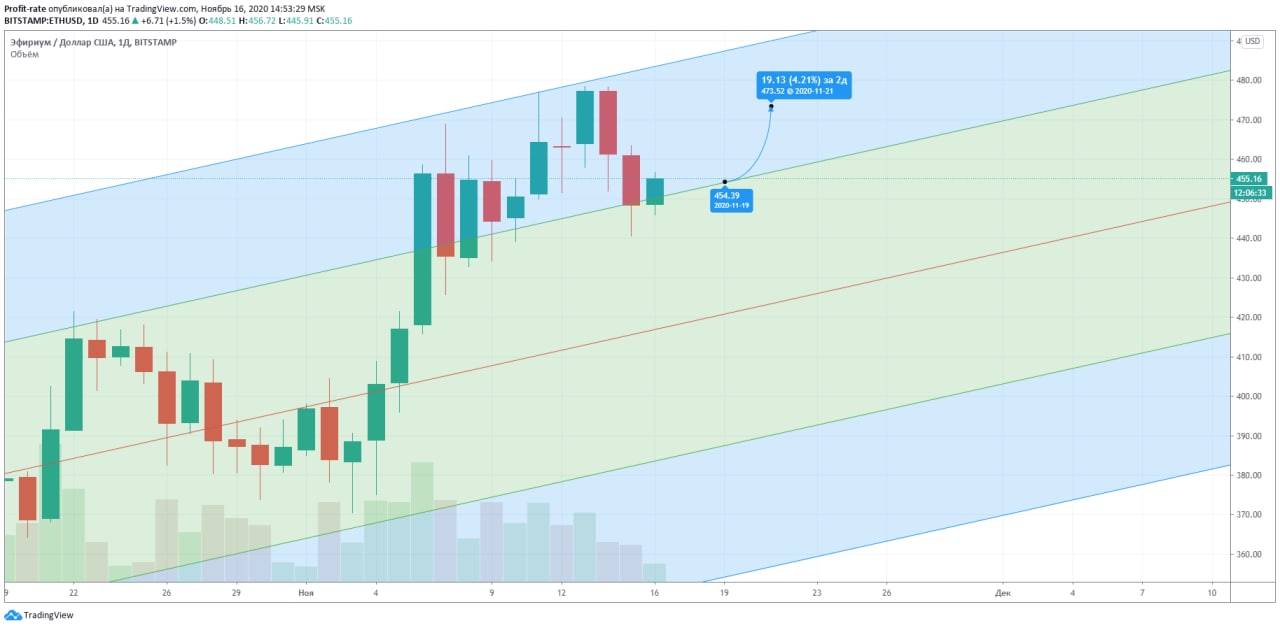 Profit-rate опубликовал(а) на TradingView.com, Ноябрь 16, 2020 14:53:29 MSK
BITSTAMP:ETHUSD, 1D 455.16 ▲ +6.71 (+1.5%) O:448.51 H:456.72 L:445.91 C:455.16
Эфириум / Доллар США, 1Д, BITSTAMP
Объём
USD
480.00
470.00
460.00
455.16
12:06:33
440.00
430.00
420.00
410.00
400.00
390.00
380.00
370.00
360.00
19.13 (4.21%) за 2д
473.52 @ 2020-11-21
454.39
2020-11-19
9 22 26 29 Ноя 4 9 12 16 19 23 26 Дек 4 7 10
TradingView